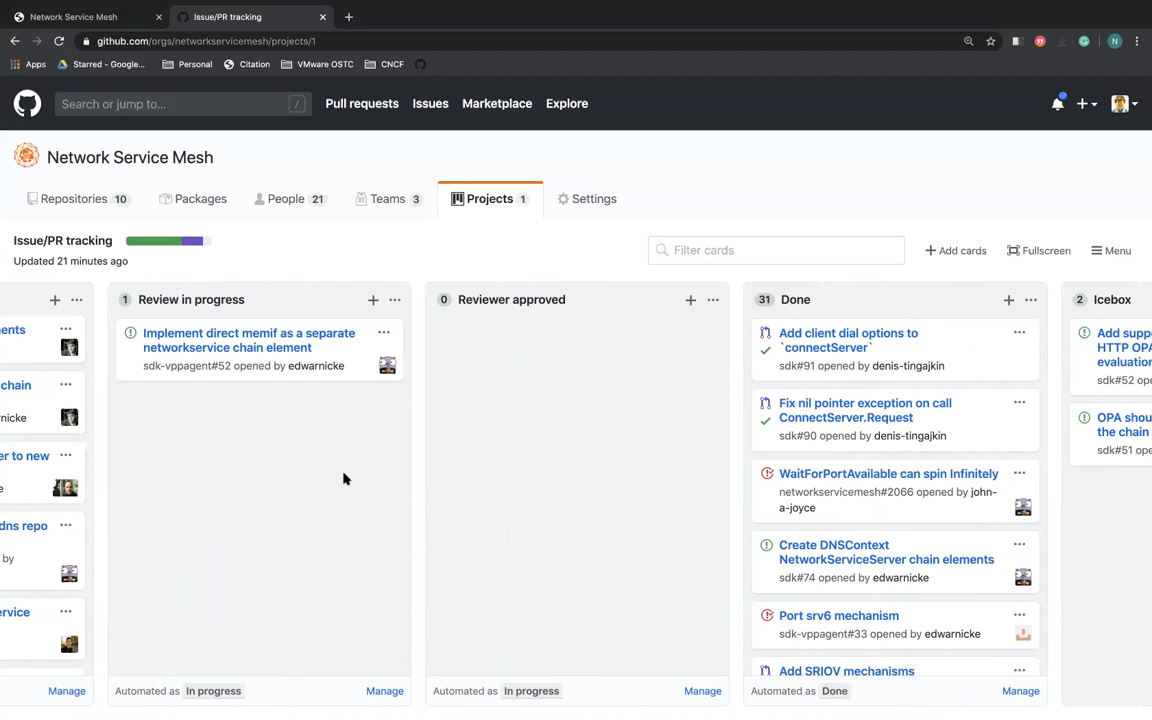 Network Service Mesh
Issue/PR tracking
github.com/orgs/networkservicemesh/projects/1
N
Apps
Starred - Google...
Personal
Citation
VMware OSTC
CNCF
Search or jump to...
/
Pull requests
Issues
Marketplace
Explore
Network Service Mesh
Repositories 10
Packages
People 21
Teams 3
Projects 1
Settings
Issue/PR tracking
Updated 21 minutes ago
Filter cards
Add cards
Fullscreen
Menu
ents
chain
nicke
er to new
e
dns repo
by
ervice
Manage
1 Review in progress
Implement direct memif as a separate
networkservice chain element
sdk-vppagent#52 opened by edwarnicke
Automated as In progress
Manage
0 Reviewer approved
Automated as In progress
Manage
31 Done
Add client dial options to
`connectServer`
sdk#91 opened by denis-tingajkin
Fix nil pointer exception on call
ConnectServer.Request
sdk#90 opened by denis-tingajkin
WaitForPortAvailable can spin Infinitely
networkservicemesh#2066 opened by john-
a-joyce
Create DNSContext
NetworkServiceServer chain elements
sdk#74 opened by edwarnicke
Port srv6 mechanism
sdk-vppagent#33 opened by edwarnicke
Add SRIOV mechanisms
Automated as Done
Manage
2 Icebox
Add suppo
HTTP OPA
evaluation
sdk#52 ope
OPA shou
the chain
sdk#51 ope